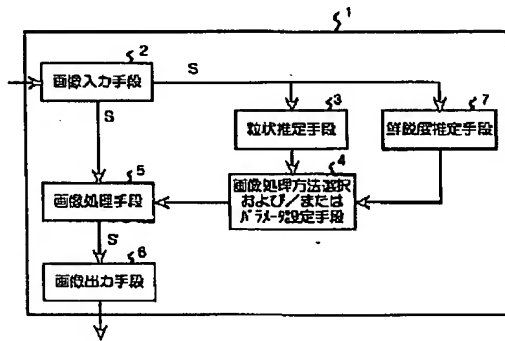 1
2
画像入力手段
S
3
粒状推定手段
7
鮮鋭度推定手段
S
4
画像処理方法選択
および/または
パラメータ設定手段
5
画像処理手段
S'
6
画像出力手段